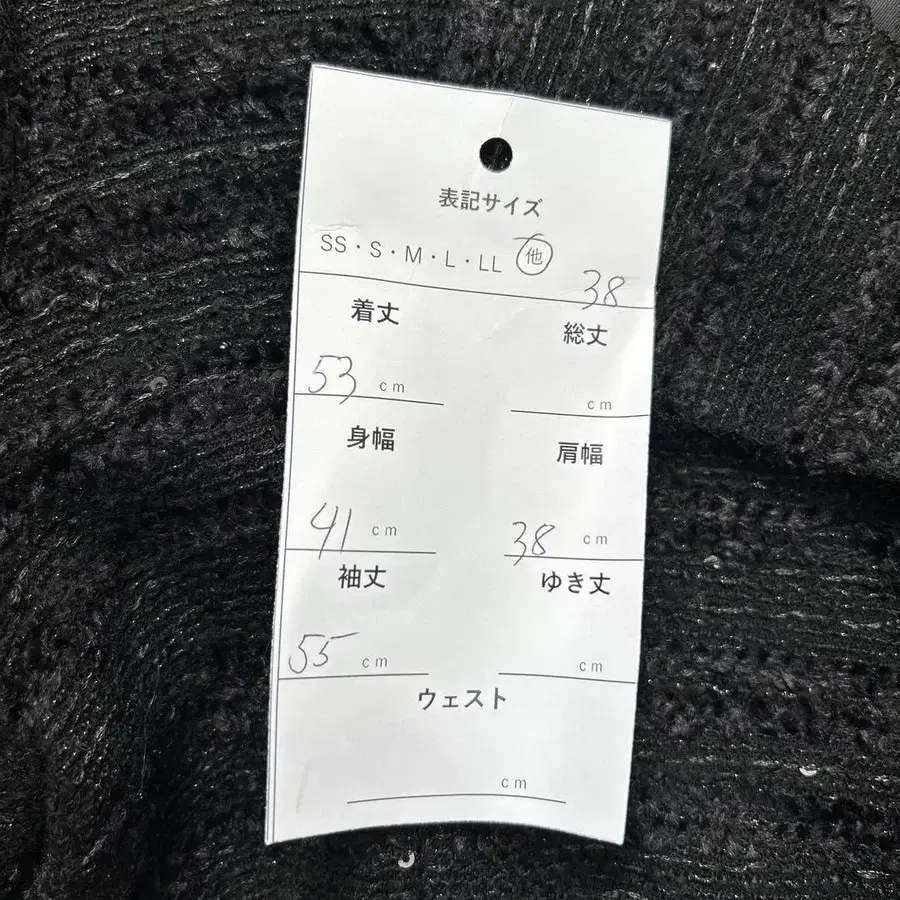 表記サイズ
SS・S・M・L・LL 他 38
着丈 総丈
53 cm cm
身幅 肩幅
41 cm 38 cm
袖丈 ゆき丈
55 cm cm
ウェスト
cm